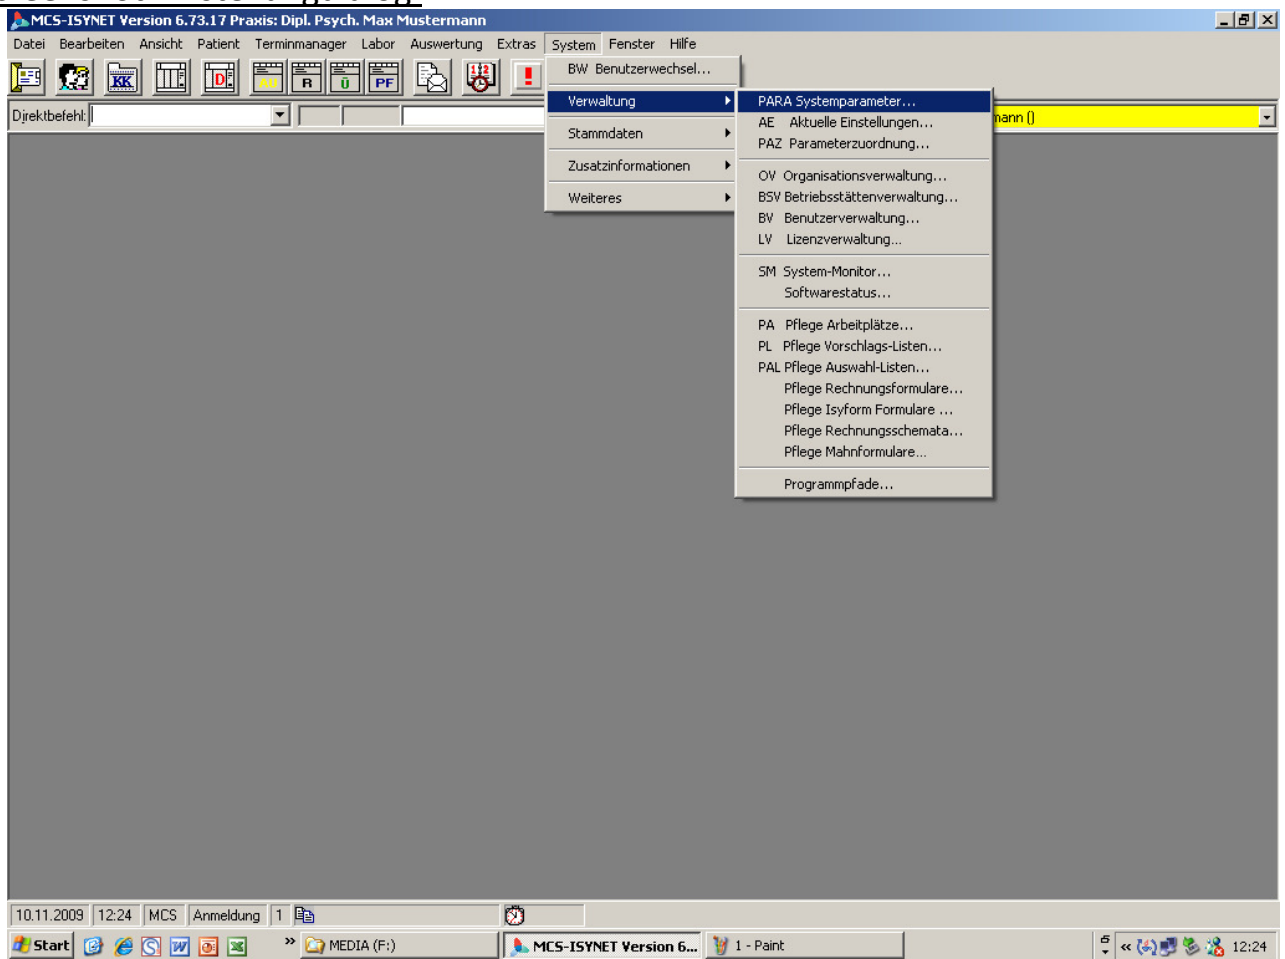 MCS-ISYNET Version 6.73.17 Praxis: Dipl. Psych. Max Mustermann
Datei Bearbeiten Ansicht Patient Terminmanager Labor Auswertung Extras System Fenster Hilfe
KK D! AU R Ü PF
Direktbefehl:
mann ()
BW Benutzerwechsel...
Verwaltung
Stammdaten
Zusatzinformationen
Weiteres
PARA Systemparameter...
AE Aktuelle Einstellungen...
PAZ Parameterzuordnung...
OV Organisationsverwaltung...
BSV Betriebsstättenverwaltung...
BV Benutzerverwaltung...
LV Lizenzverwaltung...
SM System-Monitor...
Softwarestatus...
PA Pflege Arbeitplätze...
PL Pflege Vorschlags-Listen...
PAL Pflege Auswahl-Listen...
Pflege Rechnungsformulare...
Pflege Isyform Formulare ...
Pflege Rechnungsschemata...
Pflege Mahnformulare...
Programmpfade...
10.11.2009 12:24 MCS Anmeldung 1
Start » MEDIA (F:) MCS-ISYNET Version 6... 1 - Paint « 12:24